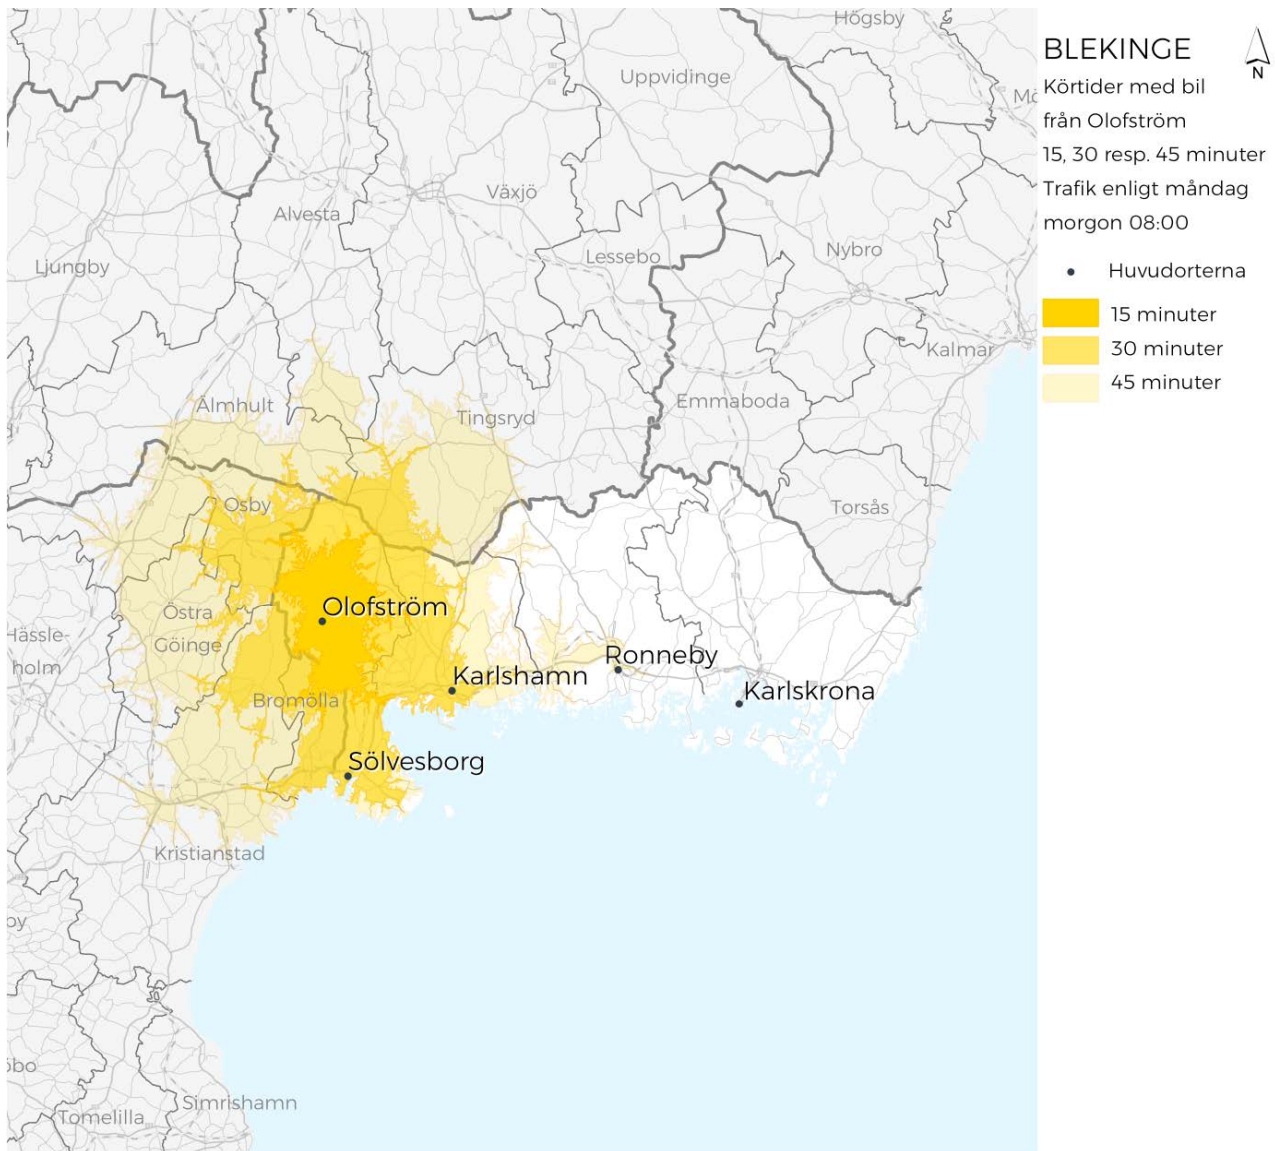 Högsby
Uppvidinge
Växjö
Alvesta
Ljungby
Lessebo
Nybro
Kalmar
Älmhult
Tingsryd
Emmaboda
Osby
Torsås
Östra
Göinge
Olofström
Hässle
holm
Ronneby
Karlshamn
Karlskrona
Bromölla
Sölvesborg
Kristianstad
Simrishamn
Tomelilla
BLEKINGE
N
Körtider med bil
från Olofström
15, 30 resp. 45 minuter
Trafik enligt måndag
morgon 08:00
Huvudorterna
15 minuter
30 minuter
45 minuter